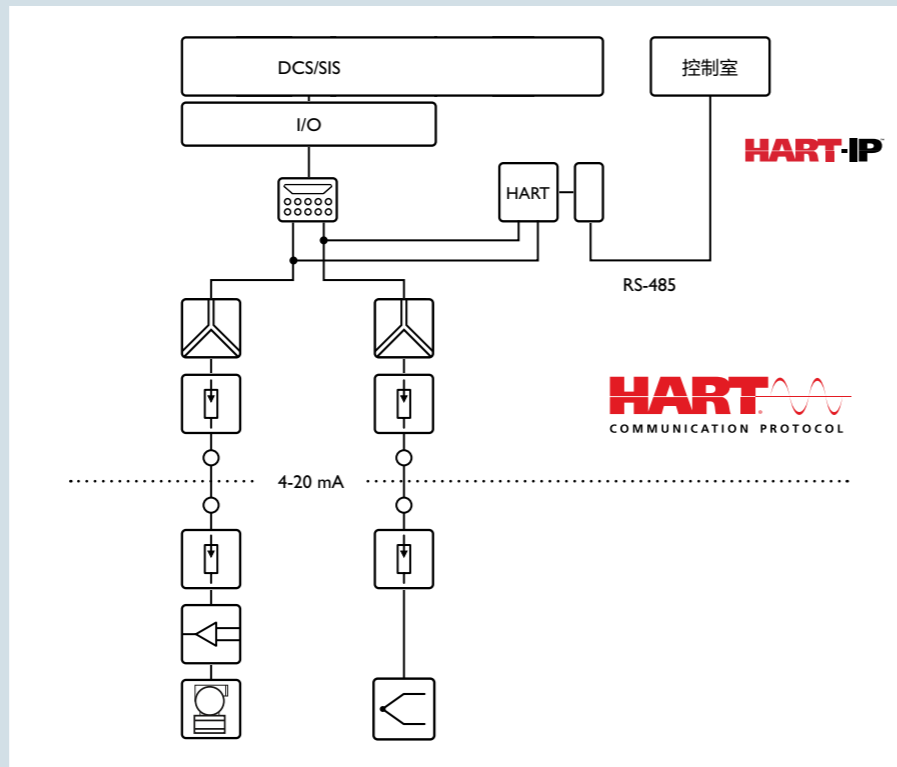 DCS/SIS
控制室
I/O
HART-IP
HART
RS-485
HART
COMMUNICATION PROTOCOL
4-20 mA